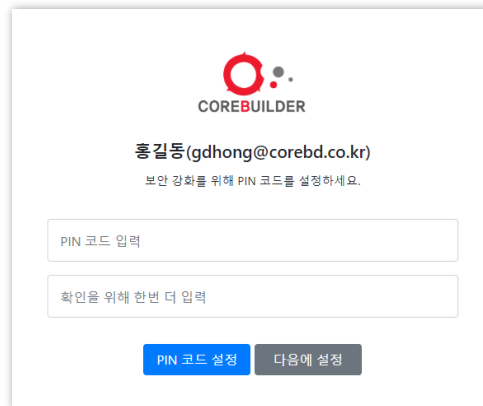 COREBUILDER
홍길동(gdhong@corebd.co.kr)
보안 강화를 위해 PIN 코드를 설정하세요.
PIN 코드 입력
확인을 위해 한번 더 입력
PIN 코드 설정
다음에 설정